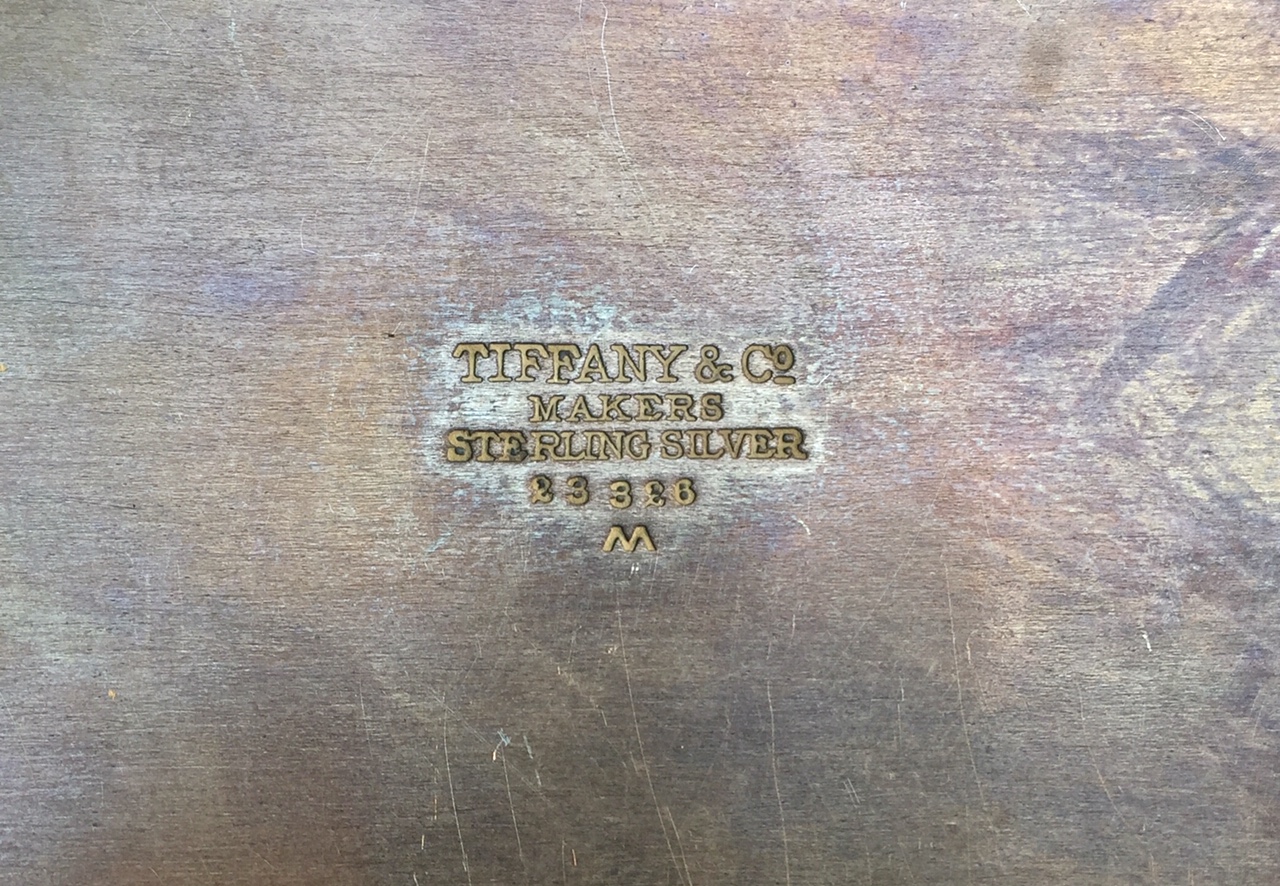 TIFFANY & Cº
MAKERS
STERLING SILVER
23326
M